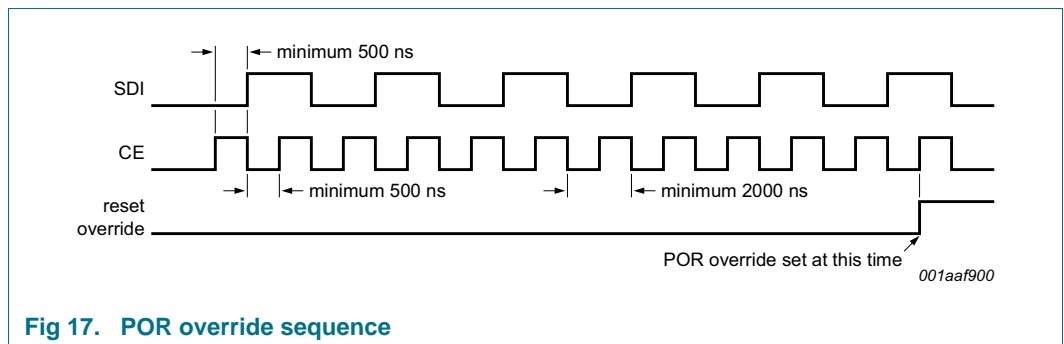 minimum 500 ns
SDI
CE
minimum 500 ns
minimum 2000 ns
reset
override
POR override set at this time
001aaf900
Fig 17. POR override sequence